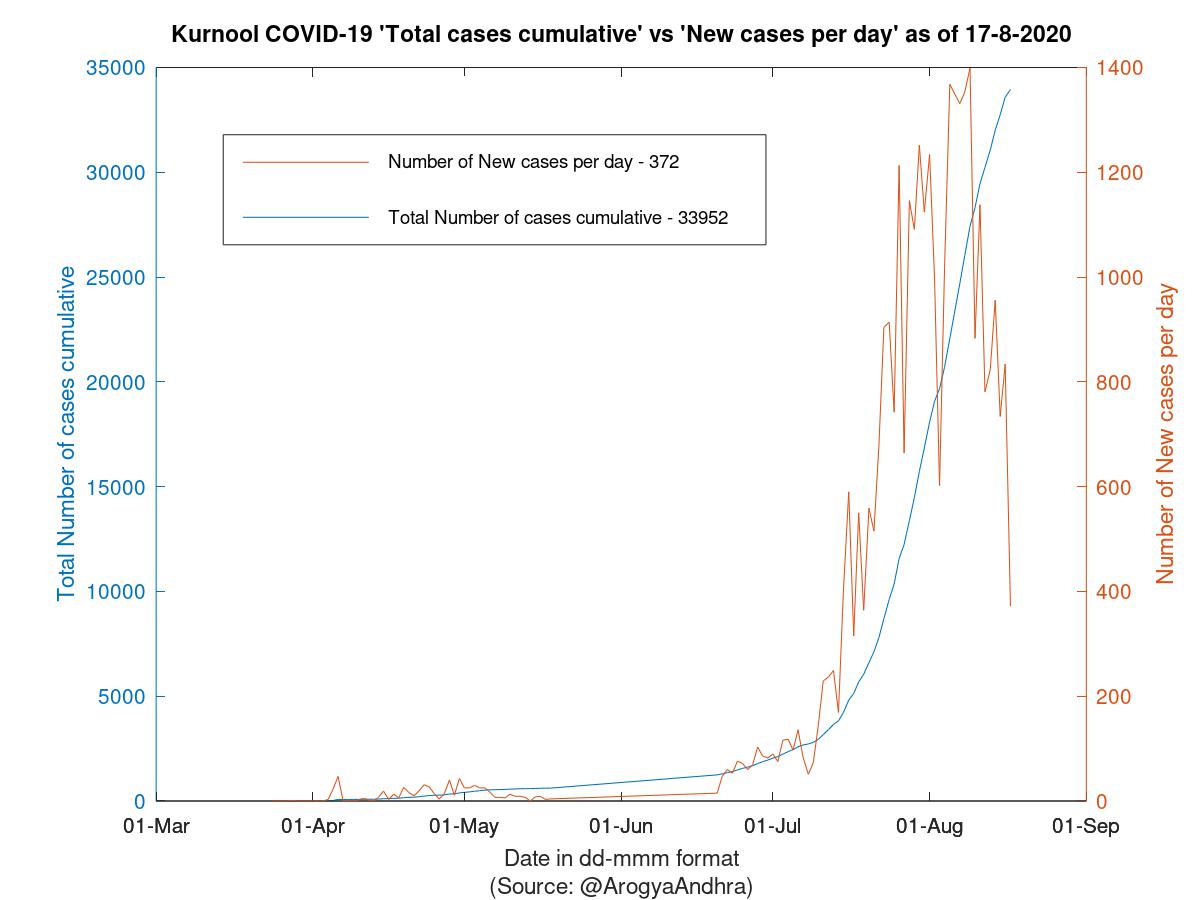 Kurnool COVID-19 'Total cases cumulative' vs 'New cases per day' as of 17-8-2020
35000
30000
25000
20000
15000
10000
5000
0
Total Number of cases cumulative
Number of New cases per day - 372
Total Number of cases cumulative - 33952
1400
1200
1000
800
600
400
200
0
Number of New cases per day
01-Mar 01-Apr 01-May 01-Jun 01-Jul 01-Aug 01-Sep
Date in dd-mmm format
(Source: @ArogyaAndhra)